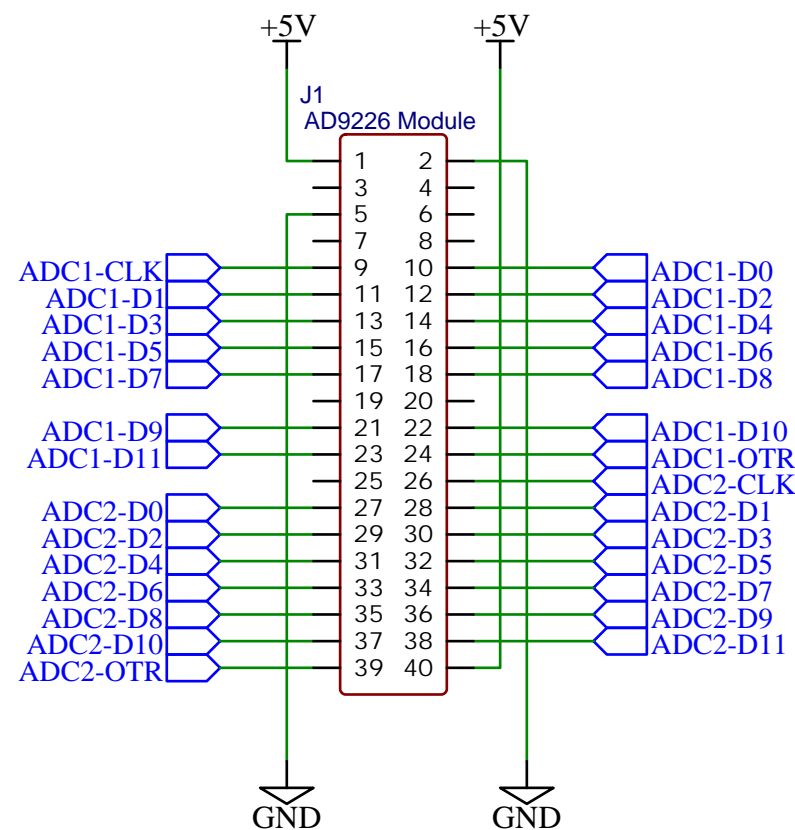 +5V +5V
J1
AD9226 Module
1 2
3 4
5 6
7 8
ADC1-CLK 9 10 ADC1-D0
ADC1-D1 11 12 ADC1-D2
ADC1-D3 13 14 ADC1-D4
ADC1-D5 15 16 ADC1-D6
ADC1-D7 17 18 ADC1-D8
19 20
ADC1-D9 21 22 ADC1-D10
ADC1-D11 23 24 ADC1-OTR
25 26 ADC2-CLK
ADC2-D0 27 28 ADC2-D1
ADC2-D2 29 30 ADC2-D3
ADC2-D4 31 32 ADC2-D5
ADC2-D6 33 34 ADC2-D7
ADC2-D8 35 36 ADC2-D9
ADC2-D10 37 38 ADC2-D11
ADC2-OTR 39 40
GND GND